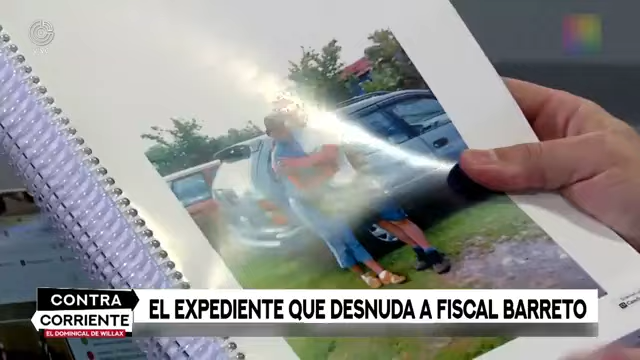 CONTRA
CORRIENTE
EL DOMINICAL DE WILLAX
EL EXPEDIENTE QUE DESNUDA A FISCAL BARRETO